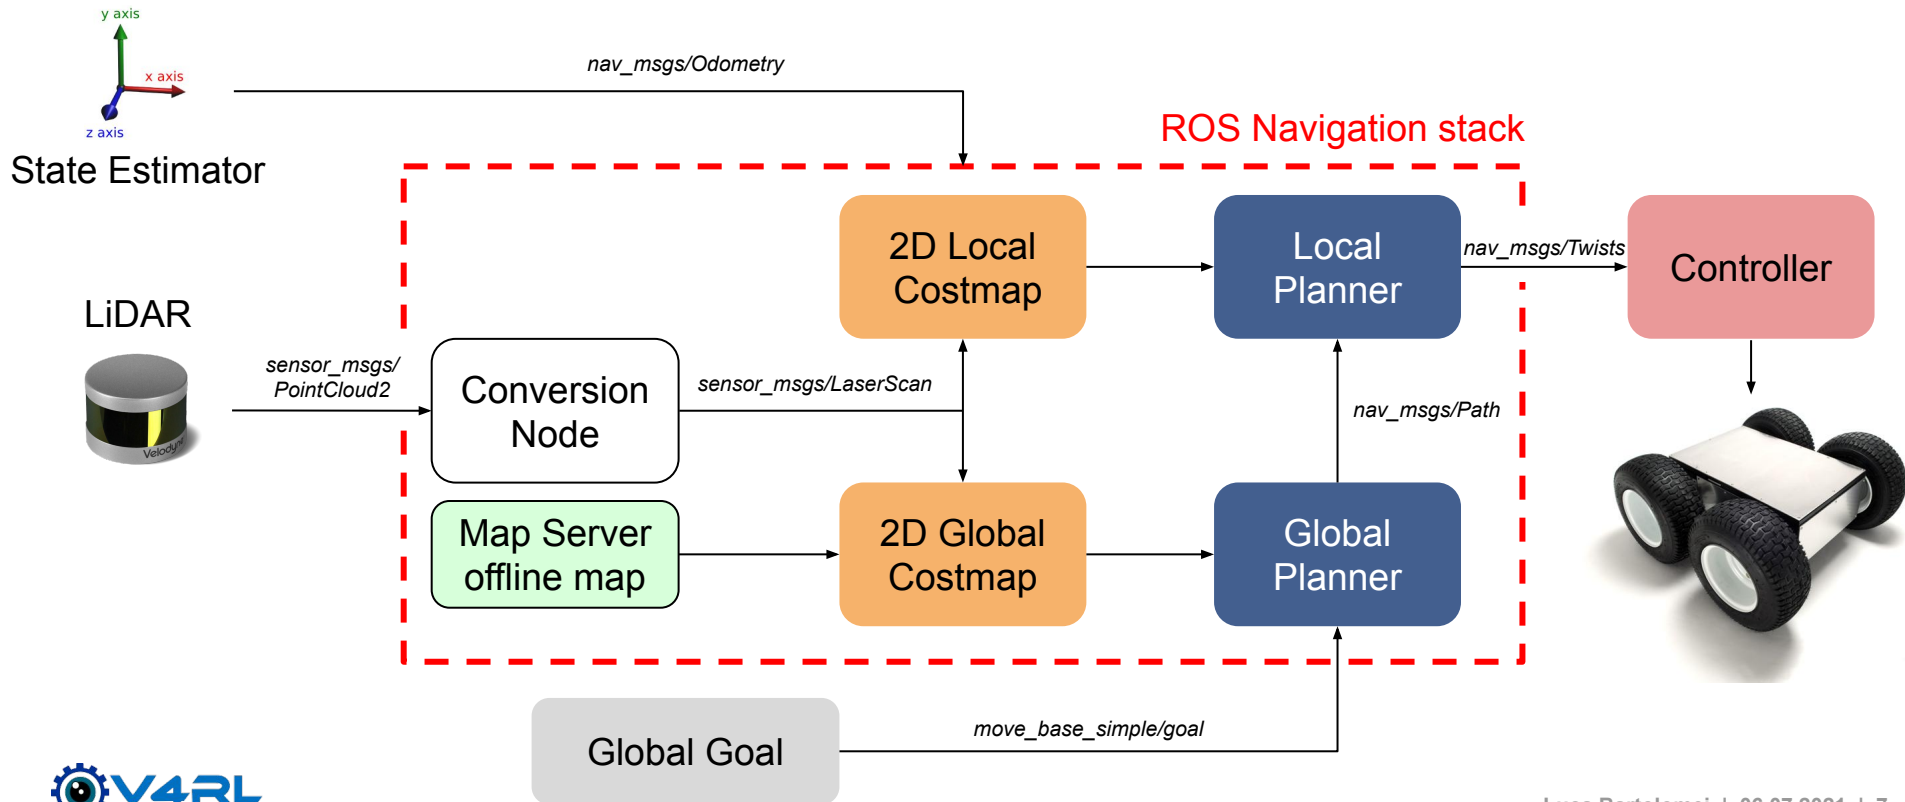 y axis
x axis
z axis
State Estimator
nav_msgs/Odometry
ROS Navigation stack
LiDAR
Velodyne
sensor_msgs/
PointCloud2
Conversion
Node
sensor_msgs/LaserScan
Map Server
offline map
2D Local
Costmap
2D Global
Costmap
Local
Planner
nav_msgs/Path
Global
Planner
nav_msgs/Twists
Controller
Global Goal
move_base_simple/goal
V4RL